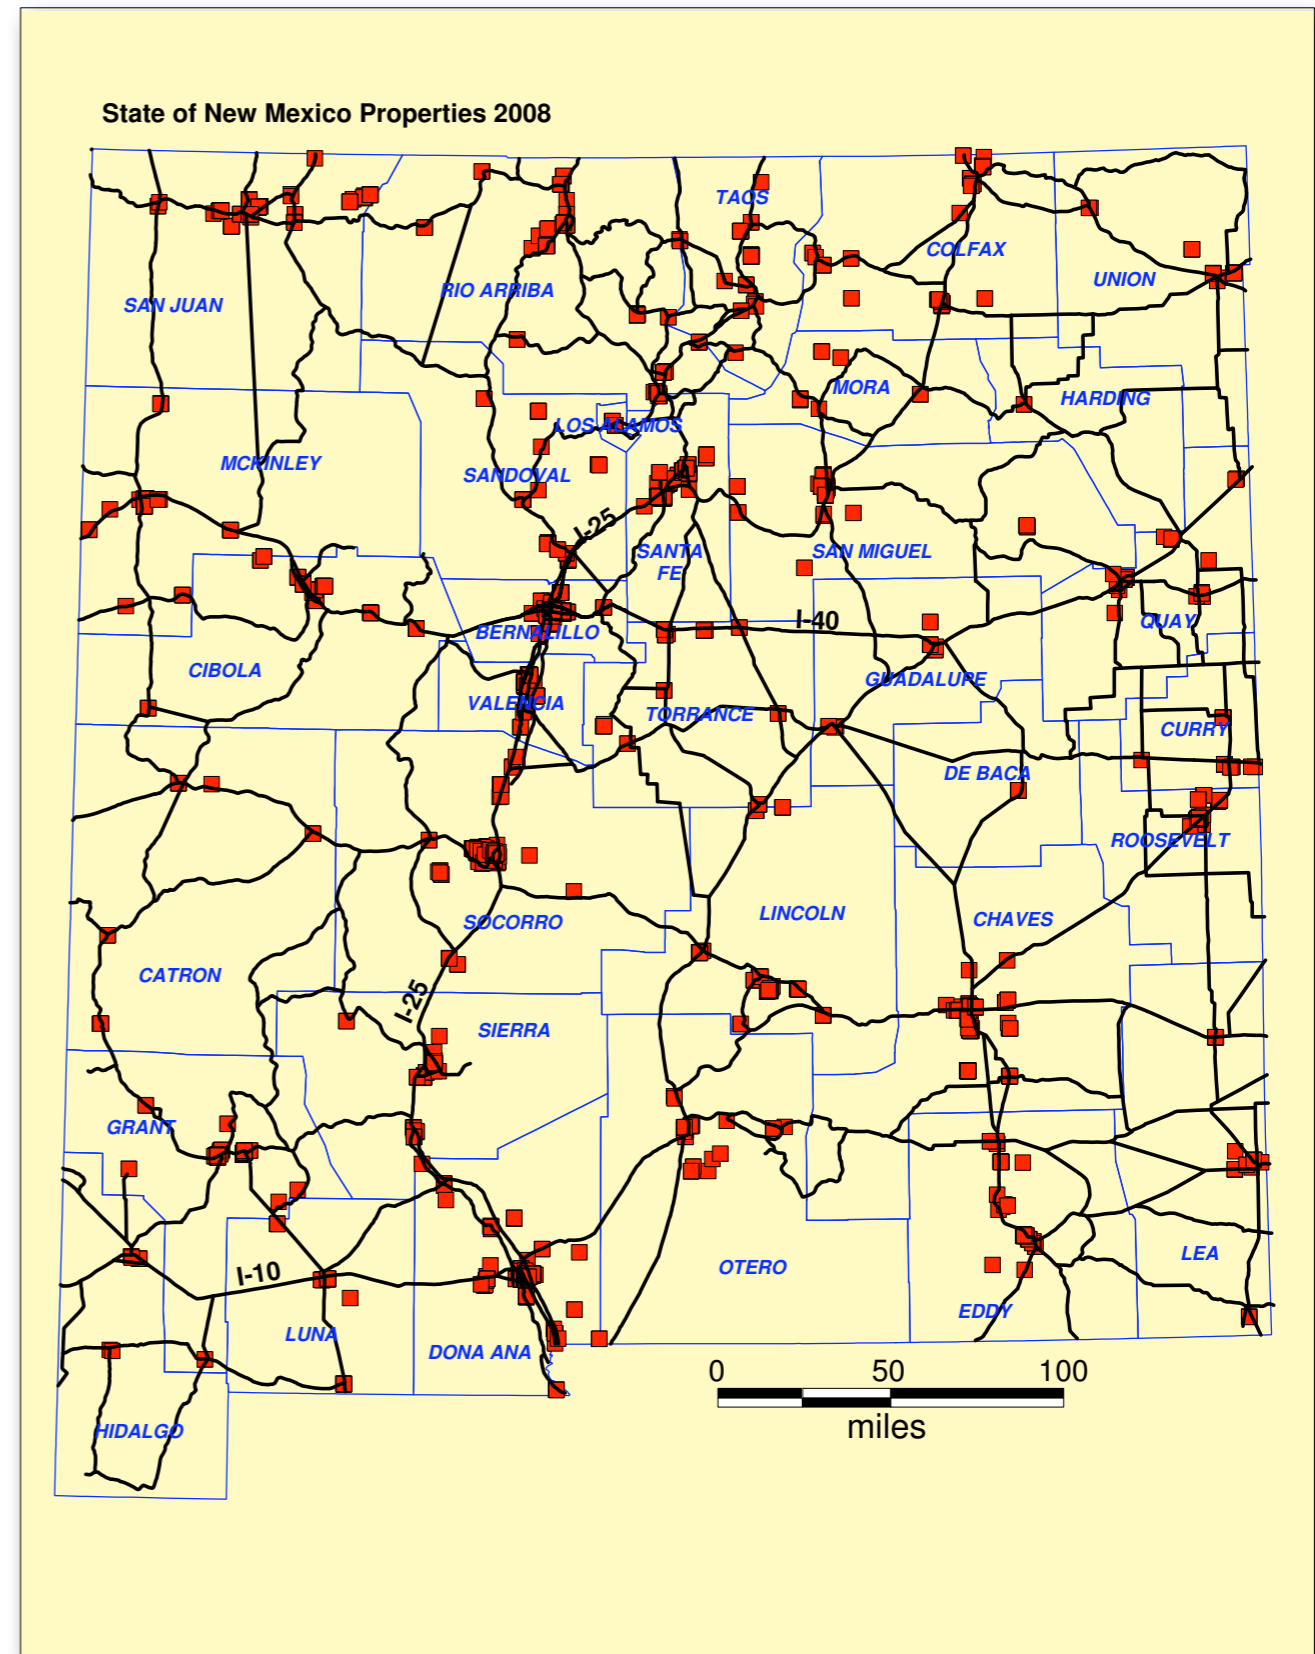 State of New Mexico Properties 2008
TAOS
COLFAX
UNION
RIO ARRIBA
SAN JUAN
MORA
HARDING
LOS ALAMOS
MCKINLEY
SANDOVAL
I-25
SANTA
FE
SAN MIGUEL
I-40
QUAY
BERNALILLO
CIBOLA
GUADALUPE
VALENCIA
TORRANCE
CURRY
DE BACA
ROOSEVELT
LINCOLN
CHAVES
SOCORRO
CATRON
I-25
SIERRA
GRANT
LEA
OTERO
I-10
EDDY
LUNA
DONA ANA
0 50 100
miles
HIDALGO